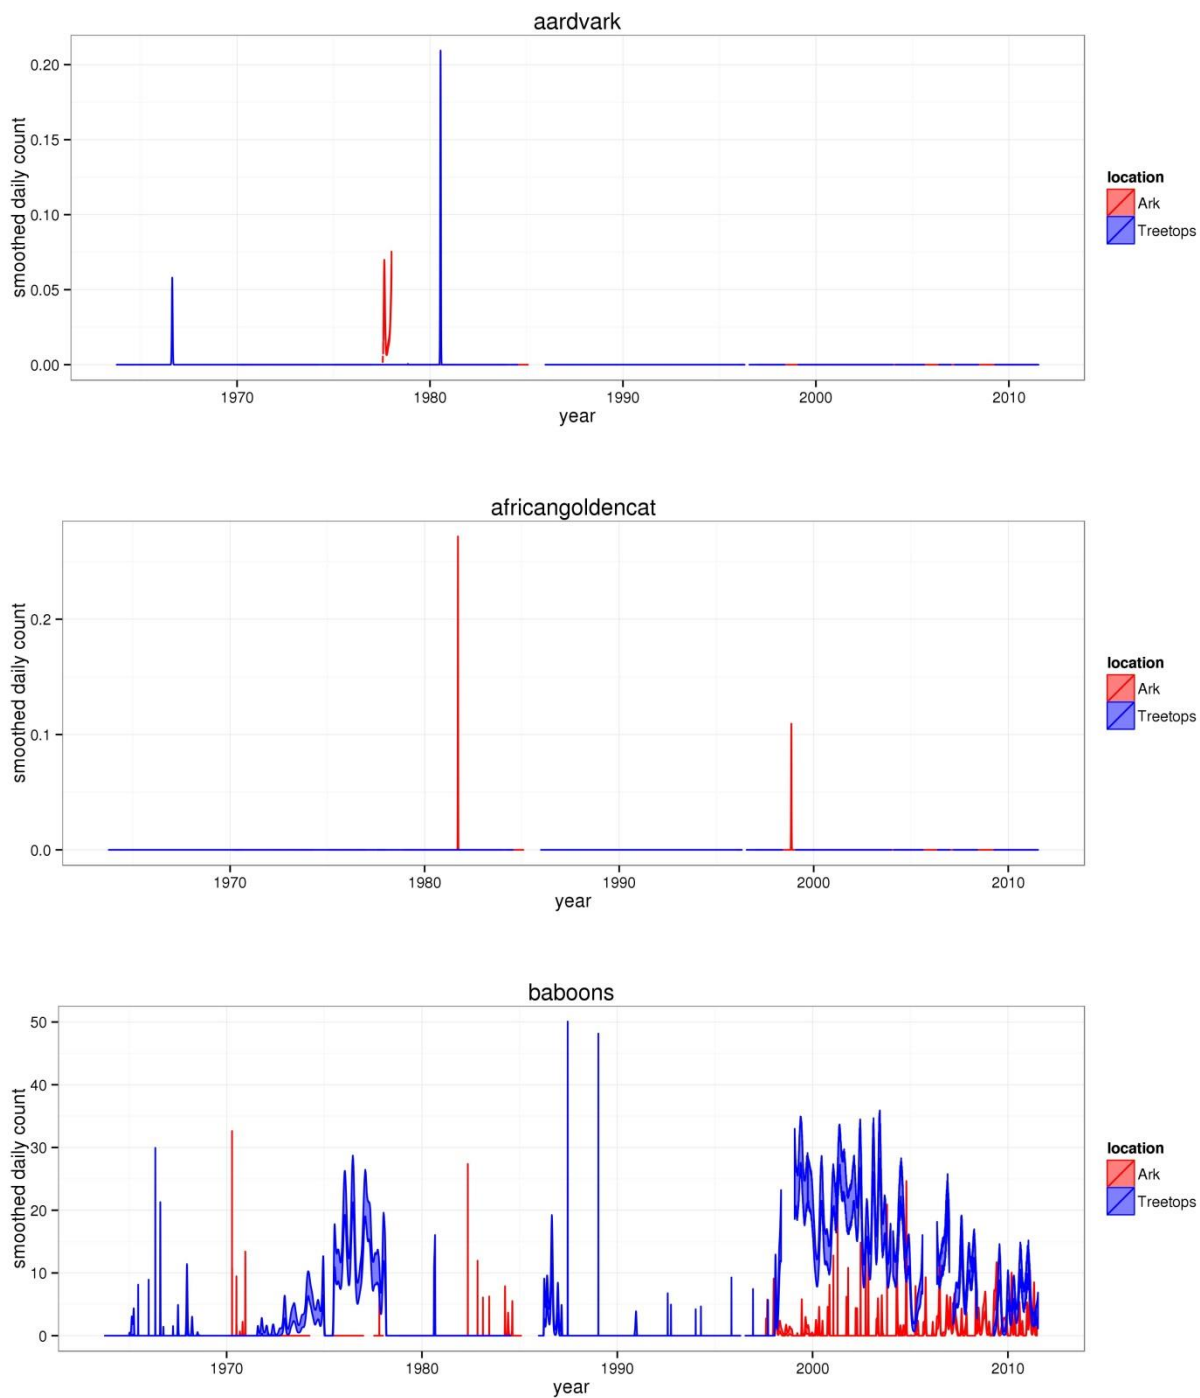 aardvark
smoothed daily count
0.20
0.15
0.10
0.05
0.00
1970 1980 1990 2000 2010
year
location
Ark
Treetops
africangoldencat
smoothed daily count
0.2
0.1
0.0
1970 1980 1990 2000 2010
year
location
Ark
Treetops
baboons
smoothed daily count
50
40
30
20
10
0
1970 1980 1990 2000 2010
year
location
Ark
Treetops